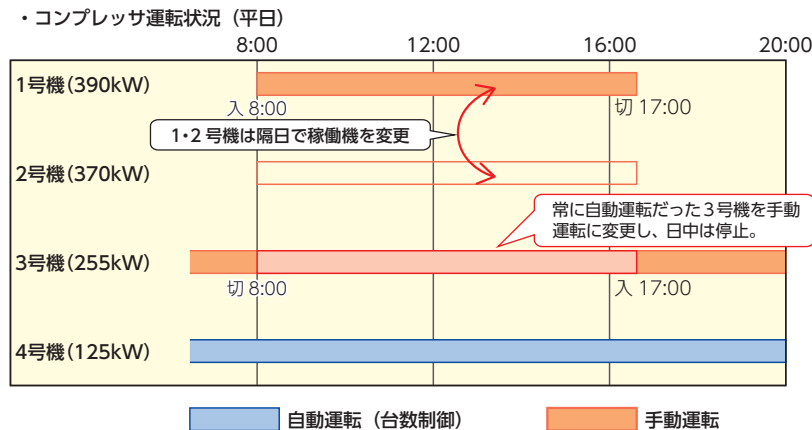 ・コンプレッサ運転状況（平日）
8:00 12:00 16:00 20:00
1号機(390kW)
入 8:00 切 17:00
1・2 号機は隔日で稼働機を変更
2号機(370kW)
常に自動運転だった３号機を手動
運転に変更し、日中は停止。
3号機(255kW)
切 8:00 入 17:00
4号機(125kW)
自動運転（台数制御） 手動運転